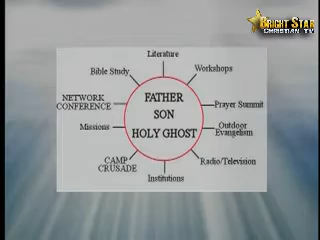 BRIGHT STAR
CHRISTIAN TV
Literature
Bible Study
Workshops
NETWORK
CONFERENCE
FATHER
SON
HOLY GHOST
Prayer Summit
Missions
Outdoor
Evangelism
CAMP
CRUSADE
Radio/Television
Institutions